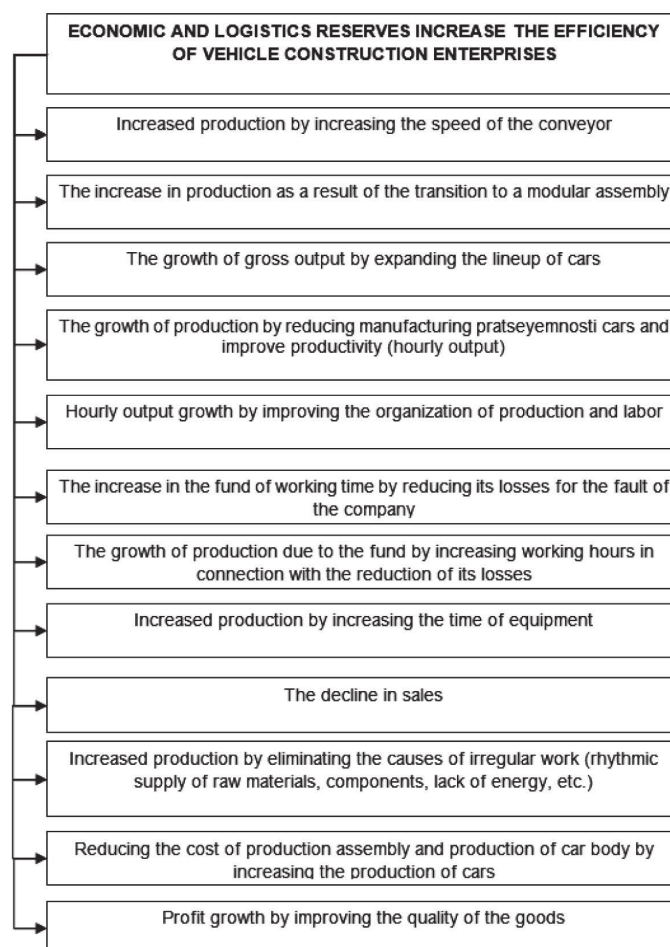 ECONOMIC AND LOGISTICS RESERVES INCREASE THE EFFICIENCY
OF VEHICLE CONSTRUCTION ENTERPRISES
Increased production by increasing the speed of the conveyor
The increase in production as a result of the transition to a modular assembly
The growth of gross output by expanding the lineup of cars
The growth of production by reducing manufacturing pratseyemnosti cars and
improve productivity (hourly output)
Hourly output growth by improving the organization of production and labor
The increase in the fund of working time by reducing its losses for the fault of
the company
The growth of production due to the fund by increasing working hours in
connection with the reduction of its losses
Increased production by increasing the time of equipment
The decline in sales
Increased production by eliminating the causes of irregular work (rhythmic
supply of raw materials, components, lack of energy, etc.)
Reducing the cost of production assembly and production of car body by
increasing the production of cars
Profit growth by improving the quality of the goods